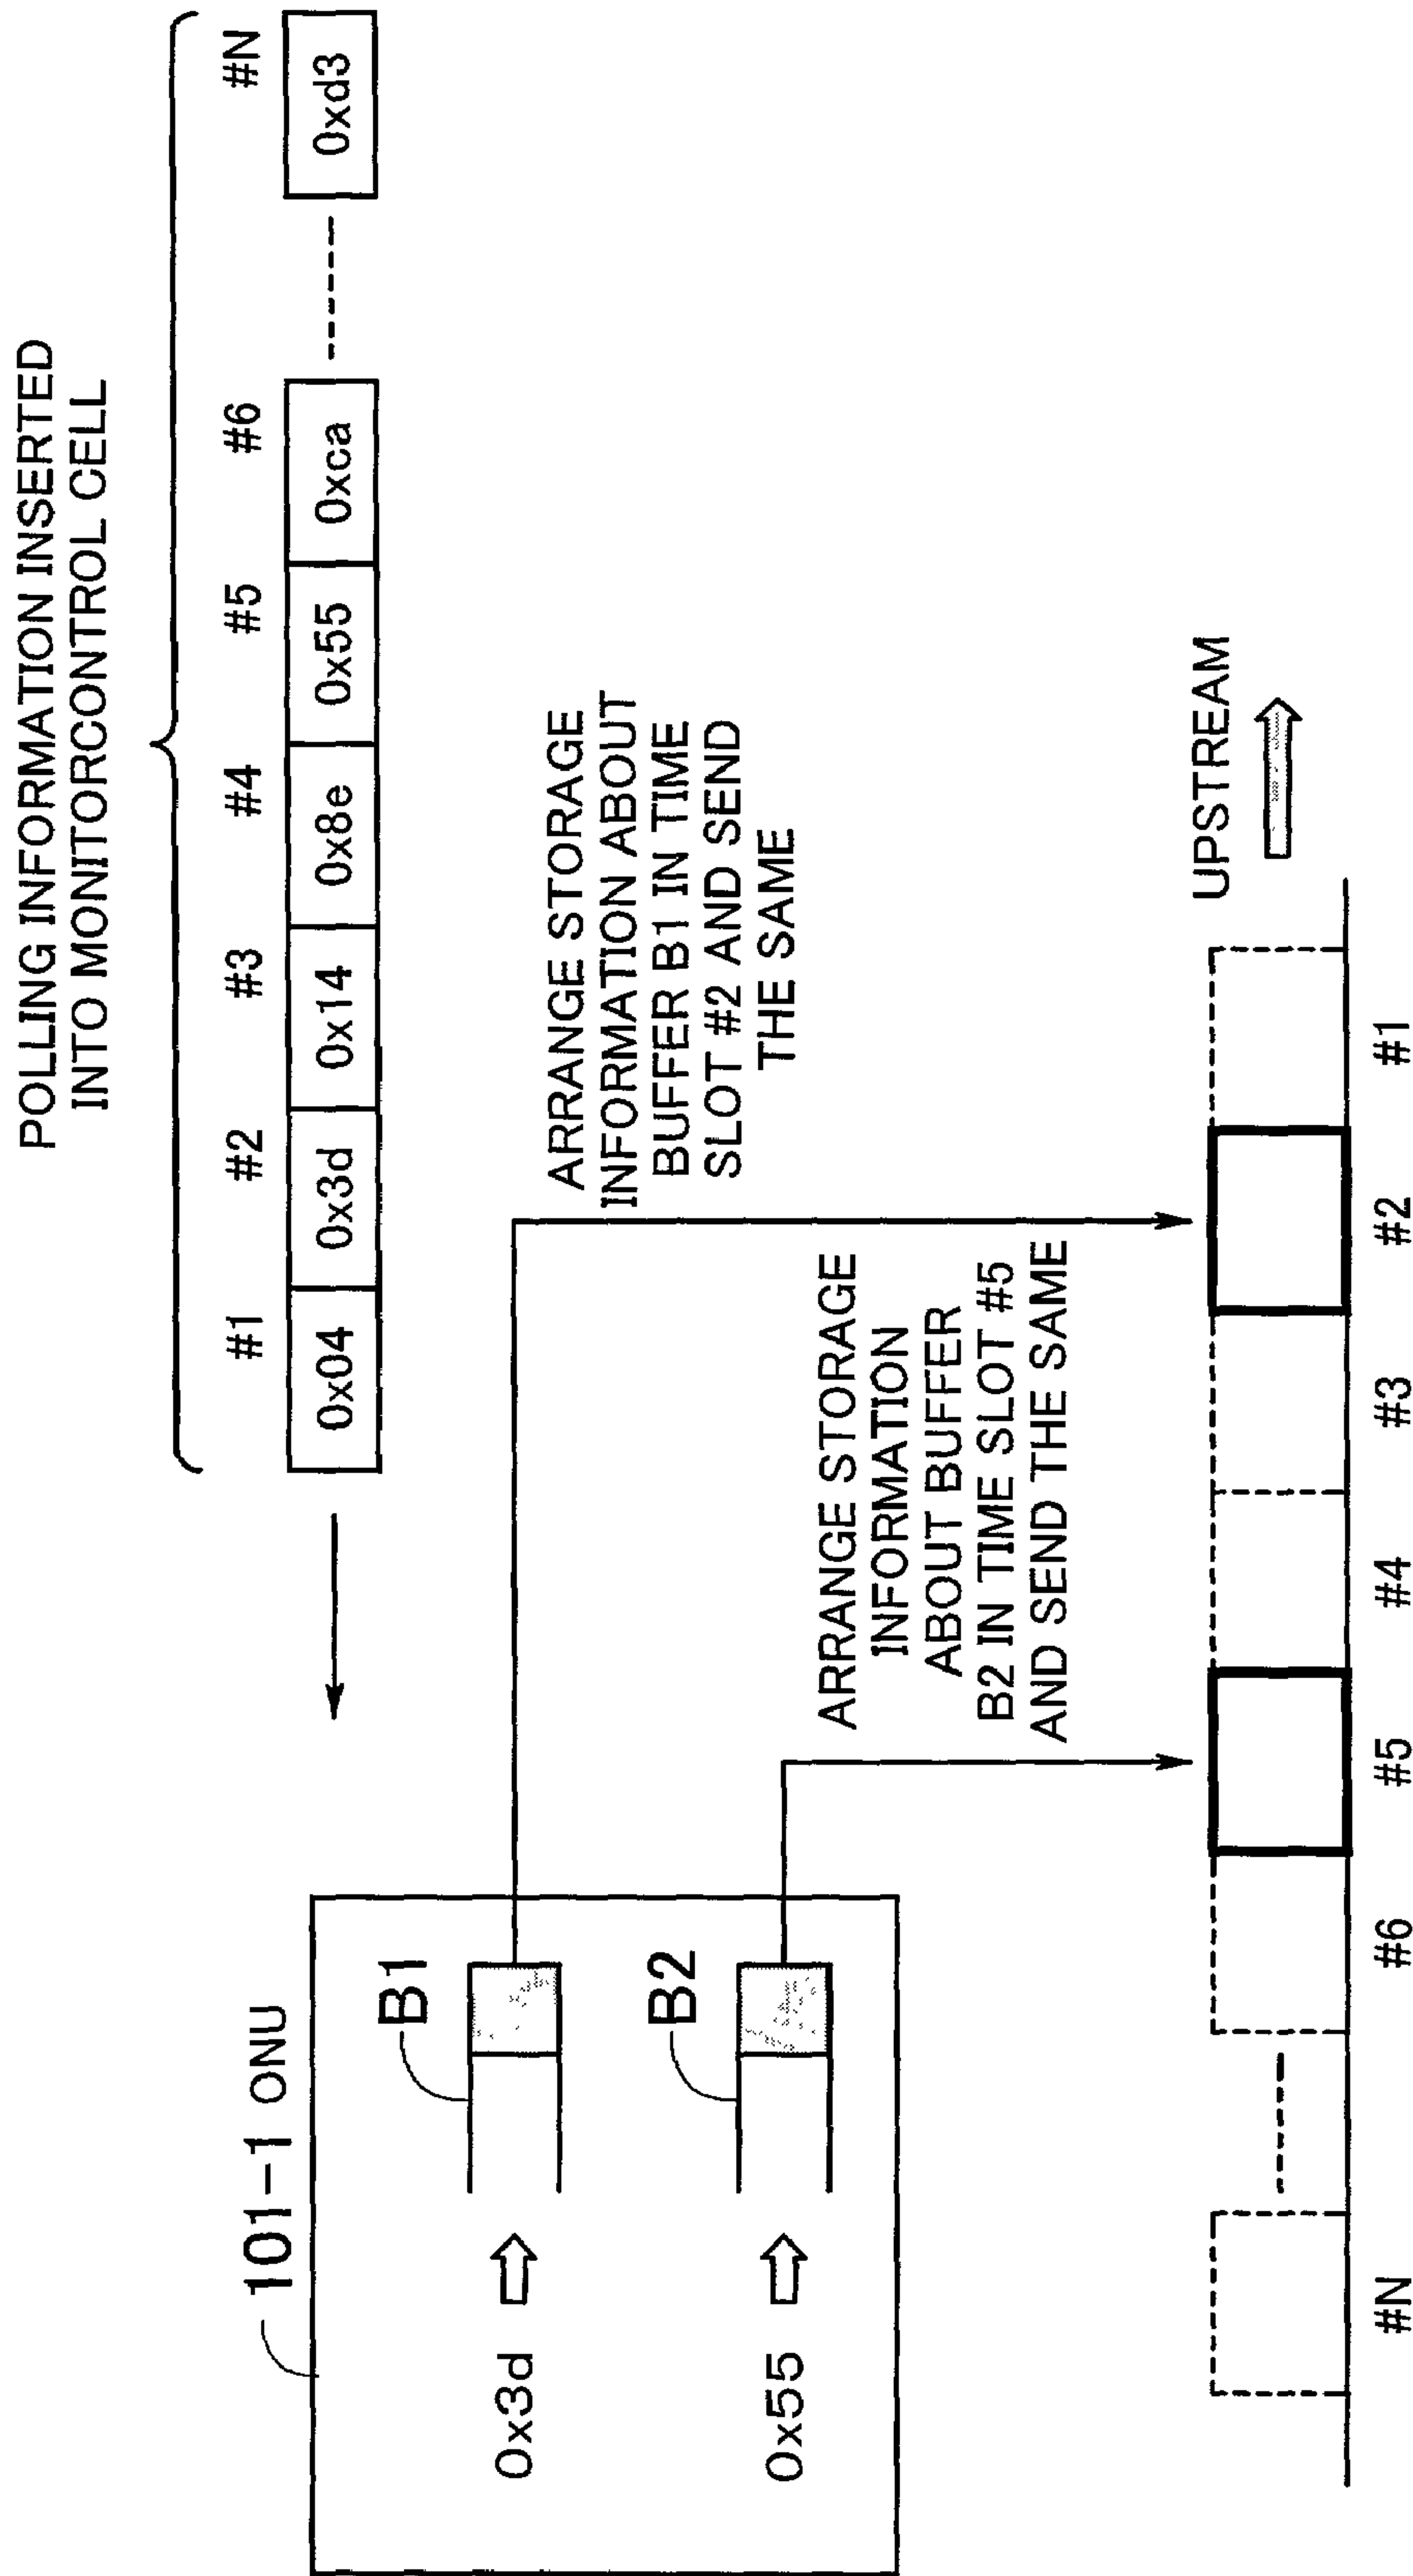 POLLING INFORMATION INSERTED
INTO MONITORCONTROL CELL
#1 #2 #3 #4 #5 #6 #N
0x04 0x3d 0x14 0x8e 0x55 0xca 0xd3
101-1 ONU
B1
0x3d
B2
0x55
ARRANGE STORAGE
INFORMATION ABOUT
BUFFER B1 IN TIME
SLOT #2 AND SEND
THE SAME
ARRANGE STORAGE
INFORMATION
ABOUT BUFFER
B2 IN TIME SLOT #5
AND SEND THE SAME
UPSTREAM
#N #6 #5 #4 #3 #2 #1